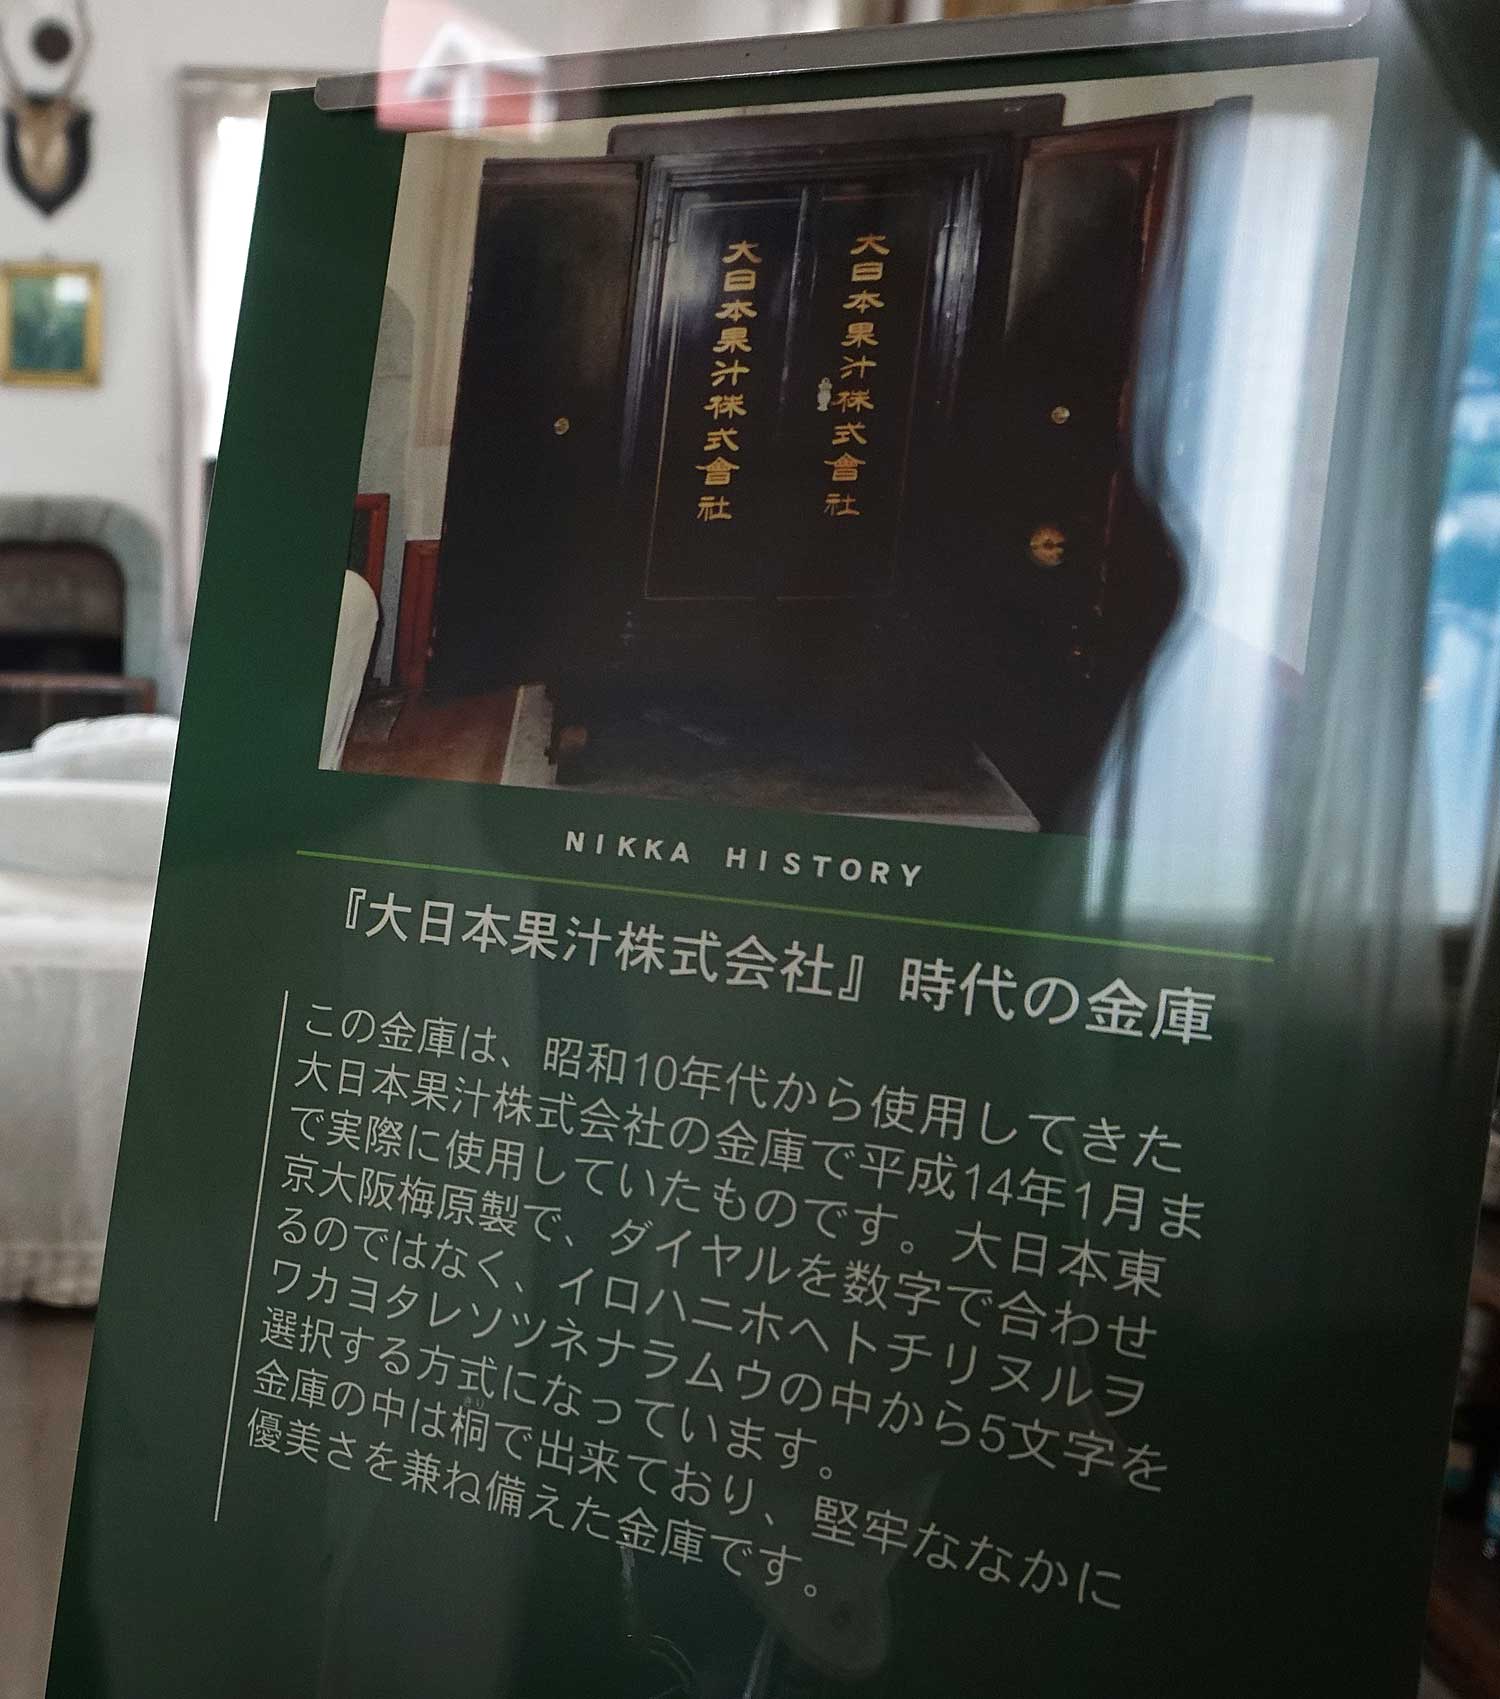 大日本果汁株式會社
大日本果汁株式會社
NIKKA HISTORY
『大日本果汁株式会社』時代の金庫
この金庫は、昭和10年代から使用してきた
大日本果汁株式会社の金庫で平成14年1月ま
で実際に使用していたものです。大日本東
京大阪梅原製で、ダイヤルを数字で合わせ
るのではなく、イロハニホヘトチリヌルヲ
ワカヨタレソツネナラムウの中から5文字を
選択する方式になっています。
金庫の中は桐で出来ており、堅牢ななかに
優美さを兼ね備えた金庫です。